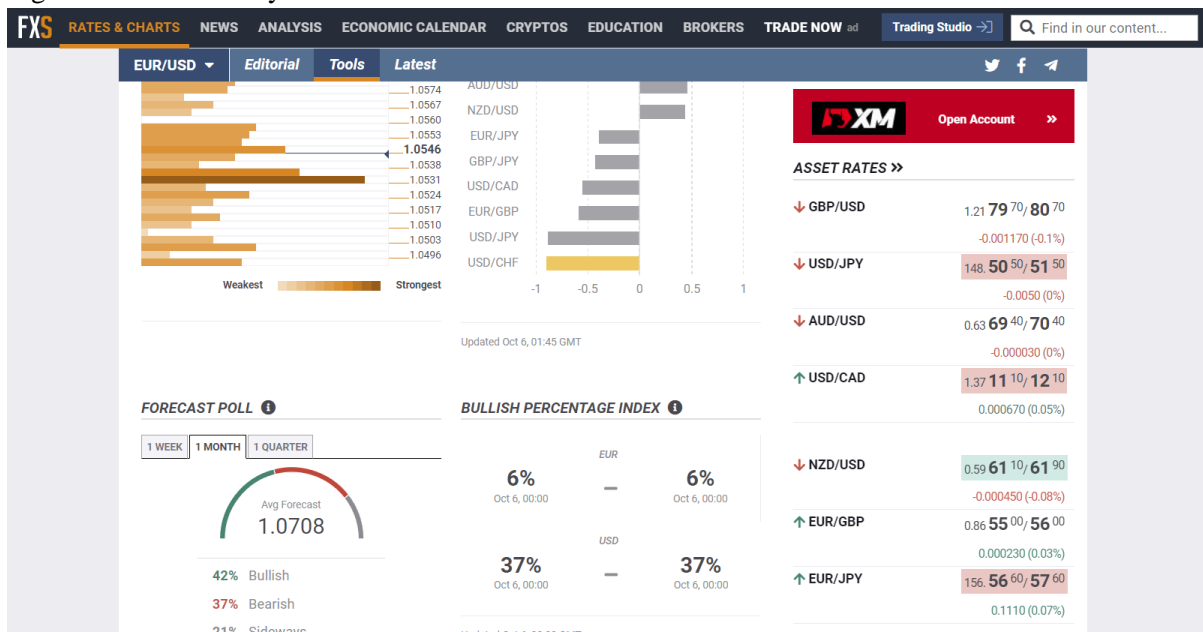 FXS RATES & CHARTS NEWS ANALYSIS ECONOMIC CALENDAR CRYPTOS EDUCATION BROKERS TRADE NOW ad Trading Studio Find in our content...
EUR/USD Editorial Tools Latest
1.0574
1.0567
1.0560
1.0553
1.0546
1.0538
1.0531
1.0524
1.0517
1.0510
1.0503
1.0496
Weakest Strongest
AUD/USD
NZD/USD
EUR/JPY
GBP/JPY
USD/CAD
EUR/GBP
USD/JPY
USD/CHF
-1 -0.5 0 0.5 1
Updated Oct 6, 01:45 GMT
XM Open Account »
ASSET RATES »
GBP/USD 1.21 79 70/ 80 70
-0.001170 (-0.1%)
USD/JPY 148. 50 50/ 51 50
-0.0050 (0%)
AUD/USD 0.63 69 40/ 70 40
-0.000030 (0%)
USD/CAD 1.37 11 10/ 12 10
0.000670 (0.05%)
NZD/USD 0.59 61 10/ 61 90
-0.000450 (-0.08%)
EUR/GBP 0.86 55 00/ 56 00
0.000230 (0.03%)
EUR/JPY 156. 56 60/ 57 60
0.1110 (0.07%)
FORECAST POLL
1 WEEK 1 MONTH 1 QUARTER
Avg Forecast
1.0708
42% Bullish
37% Bearish
21% Sideways
BULLISH PERCENTAGE INDEX
EUR
6% – 6%
Oct 6, 00:00 Oct 6, 00:00
USD
37% – 37%
Oct 6, 00:00 Oct 6, 00:00